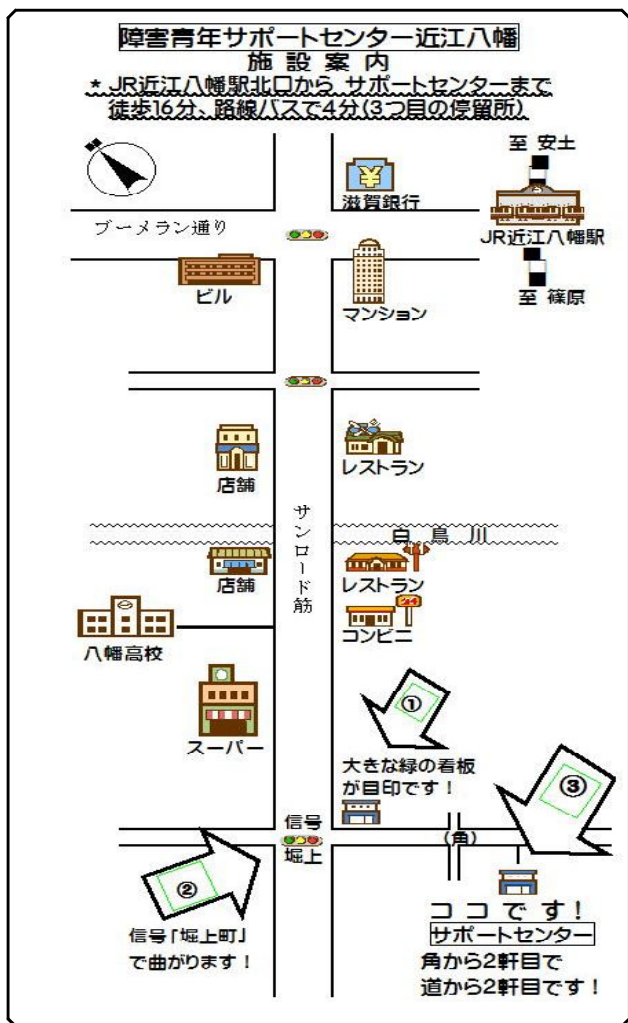 障害青年サポートセンター近江八幡
施設案内
* JR近江八幡駅北口から サポートセンターまで
徒歩16分、路線バスで4分(3つ目の停留所)
至 安土
¥
滋賀銀行
ブーメラン通り
JR近江八幡駅
ビル
マンション
至 篠原
店舗
レストラン
サンロード筋
白鳥川
店舗
レストラン
コンビニ
八幡高校
スーパー
①
大きな緑の看板
が目印です！
③
信号
堀上
(角)
②
信号「堀上町」
で曲がります！
ココです！
サポートセンター
角から2軒目で
道から2軒目です！